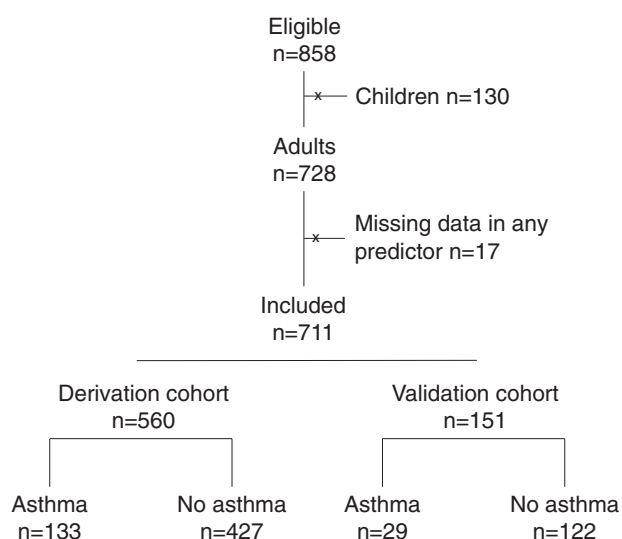 Eligible
n=858
x
Children n=130
Adults
n=728
Missing data in any
x
predictor n=17
Included
n=711
Derivation cohort
n=560
Validation cohort
n=151
Asthma
n=133
No asthma
n=427
Asthma
n=29
No asthma
n=122